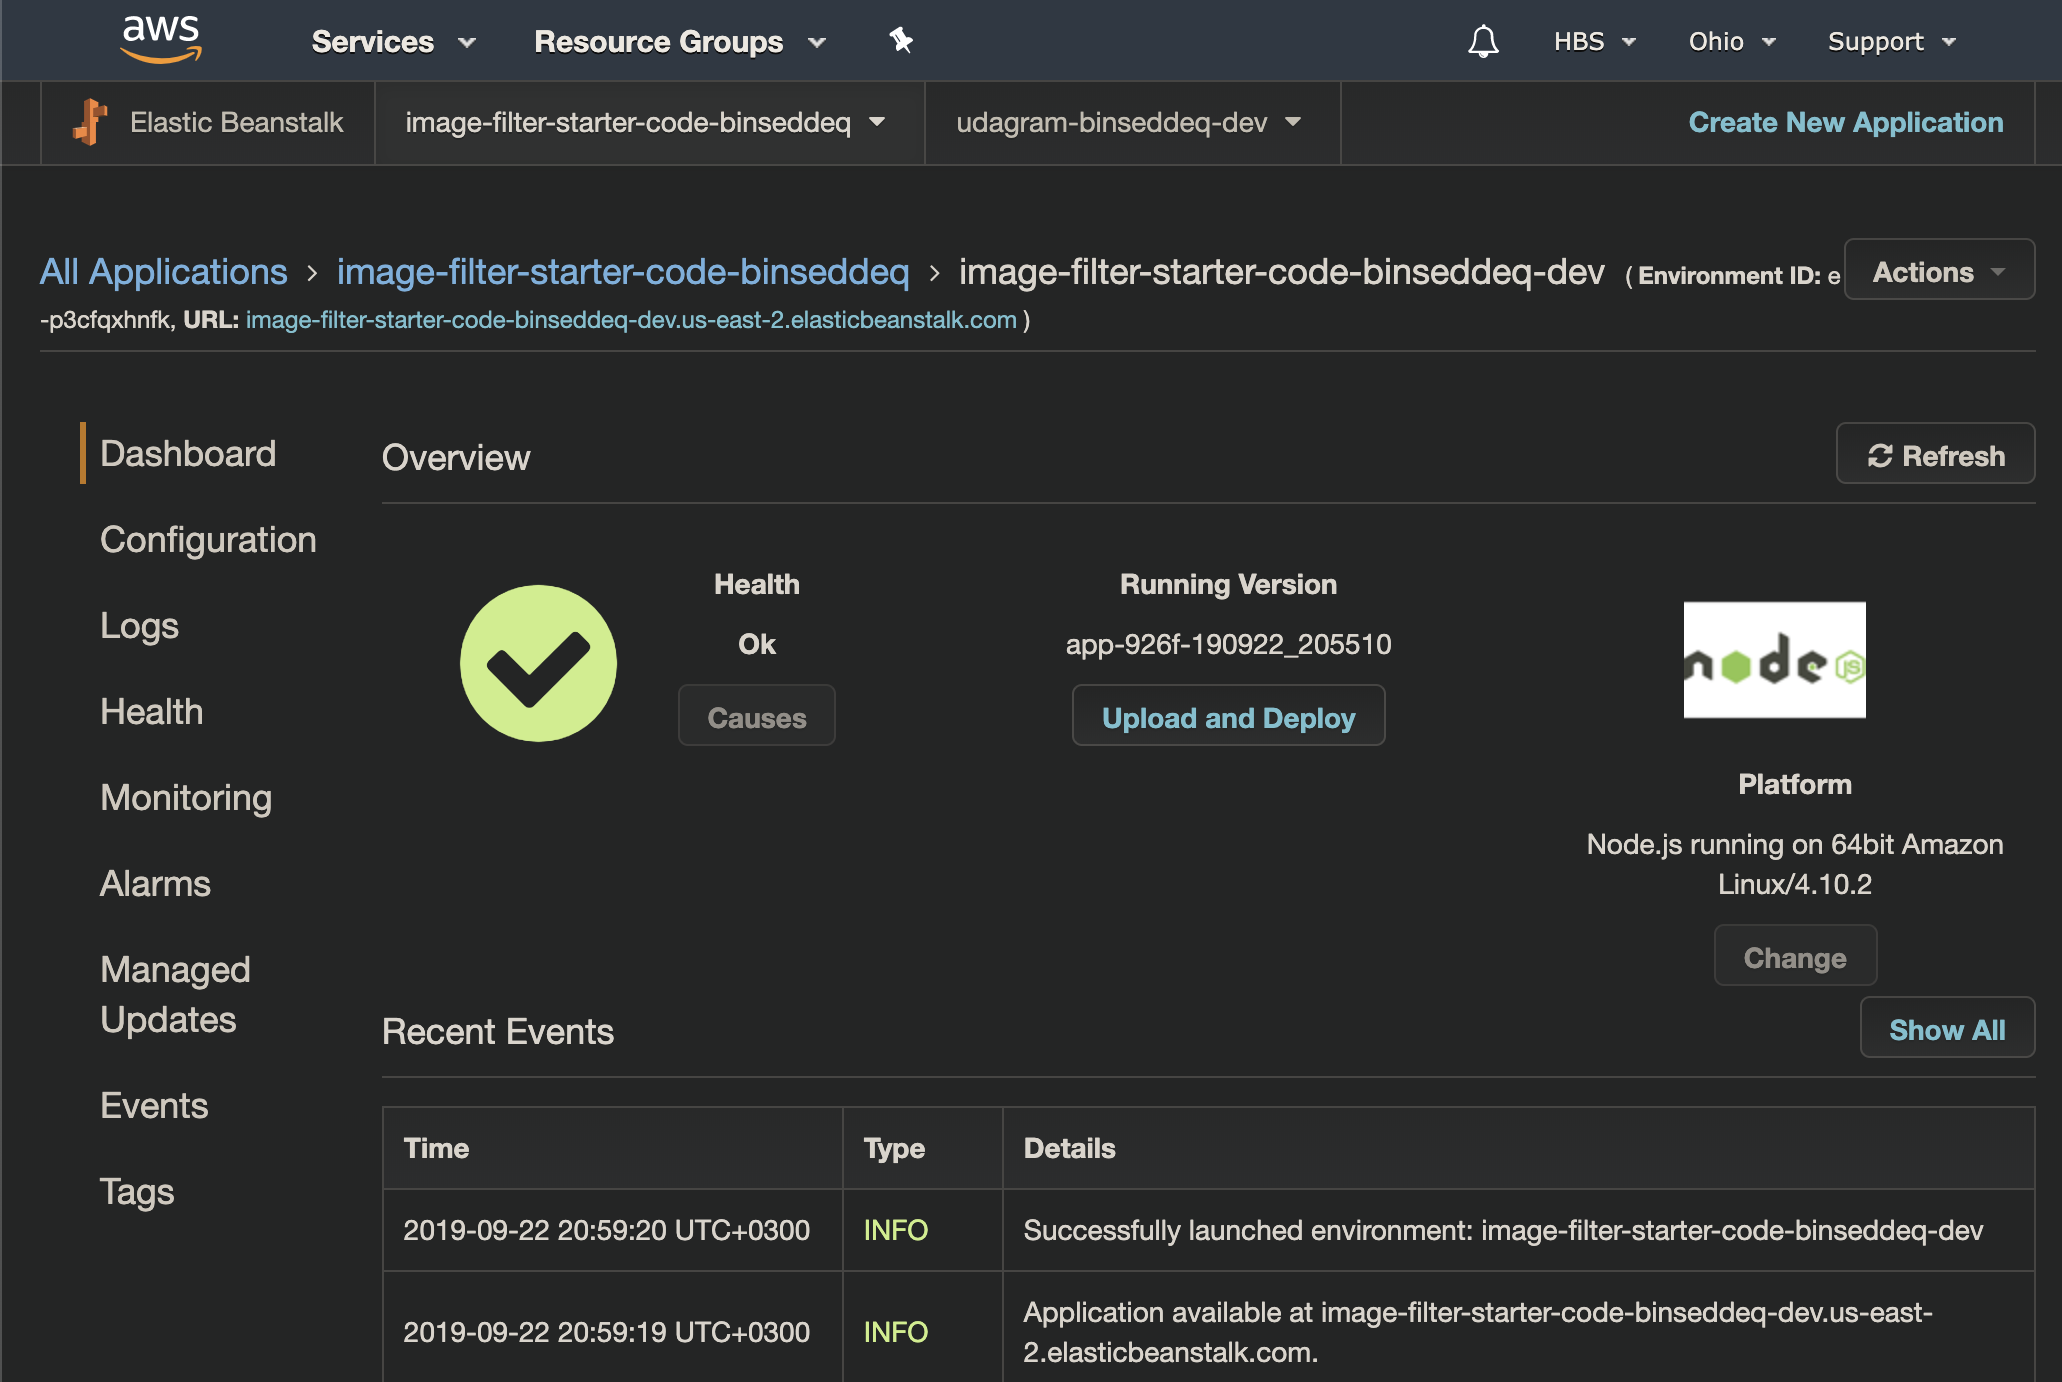 aws Services Resource Groups HBS Ohio Support
Elastic Beanstalk image-filter-starter-code-binseddeq udagram-binseddeq-dev Create New Application
All Applications › image-filter-starter-code-binseddeq › image-filter-starter-code-binseddeq-dev ( Environment ID: e
-p3cfqxhnfk, URL: image-filter-starter-code-binseddeq-dev.us-east-2.elasticbeanstalk.com )
Actions
Dashboard
Configuration
Logs
Health
Monitoring
Alarms
Managed
Updates
Events
Tags
Overview
Refresh
Health
Ok
Causes
Running Version
app-926f-190922_205510
Upload and Deploy
node JS
Platform
Node.js running on 64bit Amazon
Linux/4.10.2
Change
Recent Events
Show All
Time Type Details
2019-09-22 20:59:20 UTC+0300 INFO Successfully launched environment: image-filter-starter-code-binseddeq-dev
2019-09-22 20:59:19 UTC+0300 INFO Application available at image-filter-starter-code-binseddeq-dev.us-east-
2.elasticbeanstalk.com.